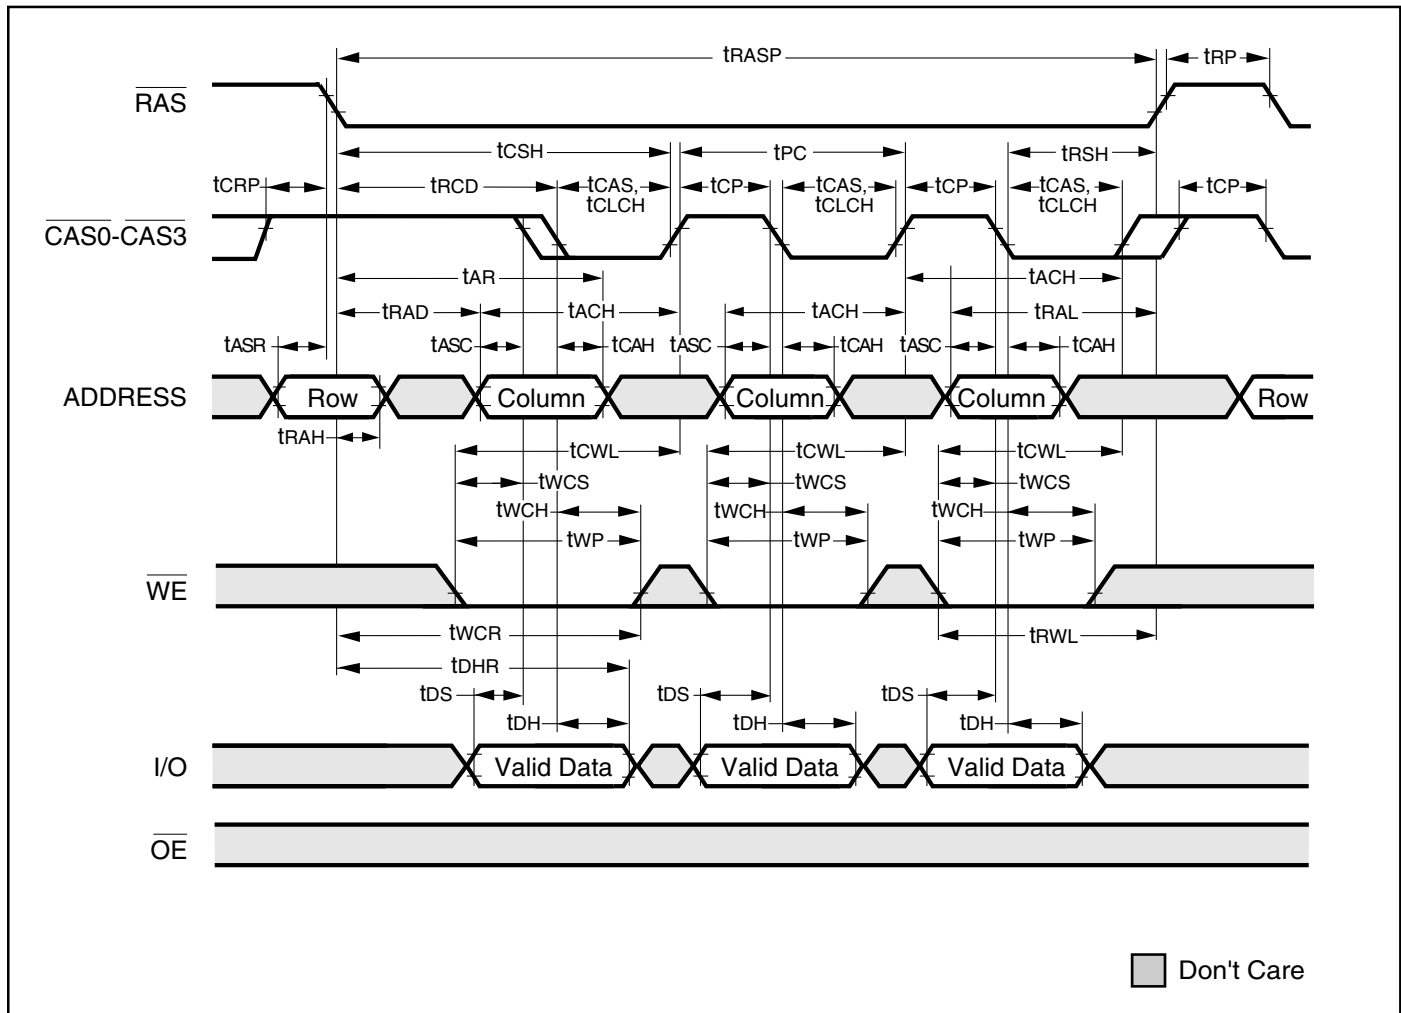 tRASP tRP
RAS
tCSH tPC tRSH
tCRP tRCD tCAS, tCP tCAS, tCP tCAS, tCP
tCLCH tCLCH tCLCH
CAS0-CAS3
tAR tACH
tRAD tACH tACH tRAL
tASR tASC tCAH tASC tCAH tASC tCAH
ADDRESS Row Column Column Column Row
tRAH
tCWL tCWL tCWL
tWCS tWCS tWCS
tWCH tWCH tWCH
tWP tWP tWP
WE
tWCR tRWL
tDHR
tDS tDS tDS
tDH tDH tDH
I/O Valid Data Valid Data Valid Data
OE
Don't Care